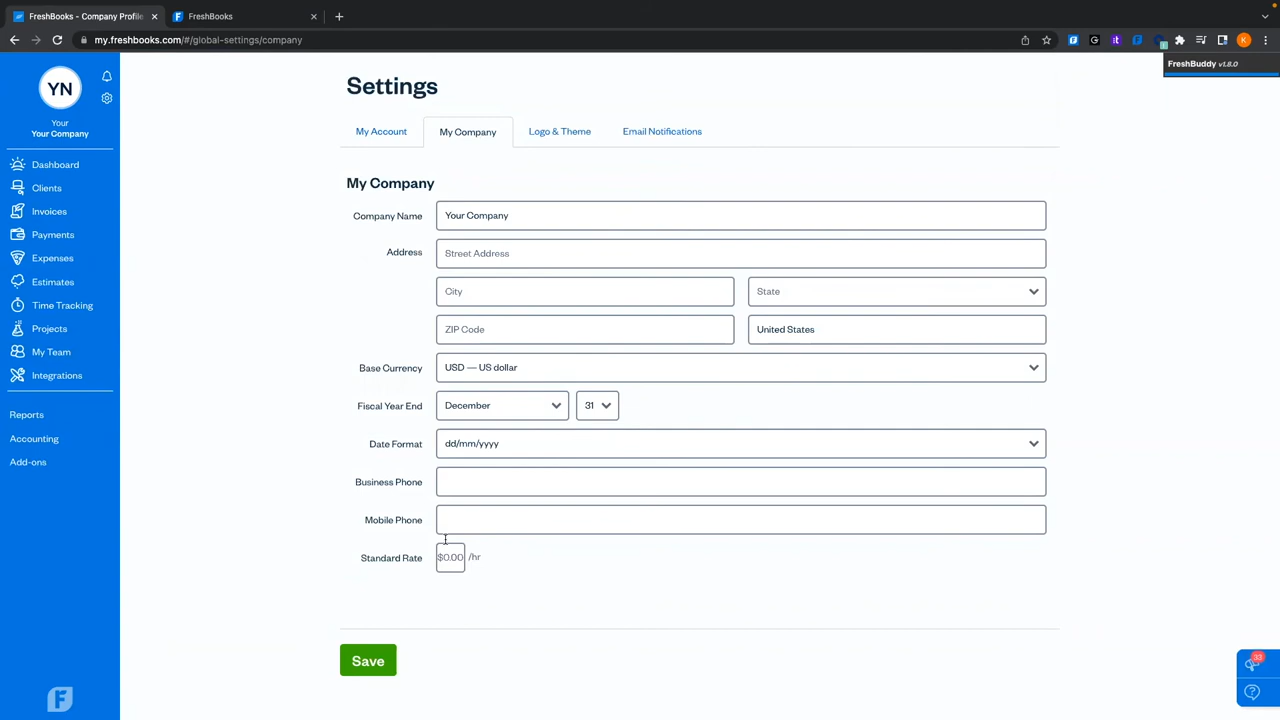 FreshBooks - Company Profile
FreshBooks
my.freshbooks.com/#/global-settings/company
FreshBuddy v1.8.0
YN
Your
Your Company
Dashboard
Clients
Invoices
Payments
Expenses
Estimates
Time Tracking
Projects
My Team
Integrations
Reports
Accounting
Add-ons
F
Settings
My Account
My Company
Logo & Theme
Email Notifications
My Company
Company Name
Your Company
Address
Street Address
City
State
ZIP Code
United States
Base Currency
USD — US dollar
Fiscal Year End
December
31
Date Format
dd/mm/yyyy
Business Phone
Mobile Phone
Standard Rate
$0.00 /hr
Save
33